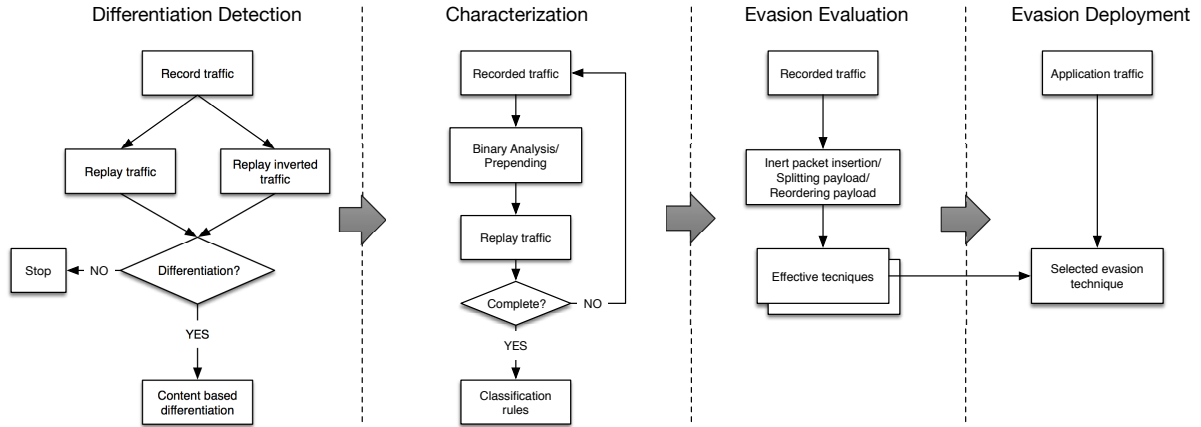 Differentiation Detection
Record traffic
Replay traffic
Replay inverted
traffic
Differentiation?
NO
Stop
YES
Content based
differentiation
Characterization
Recorded traffic
Binary Analysis/
Prepending
Replay traffic
Complete?
NO
YES
Classification
rules
Evasion Evaluation
Recorded traffic
Inert packet insertion/
Splitting payload/
Reordering payload
Effective tecniques
Evasion Deployment
Application traffic
Selected evasion
technique